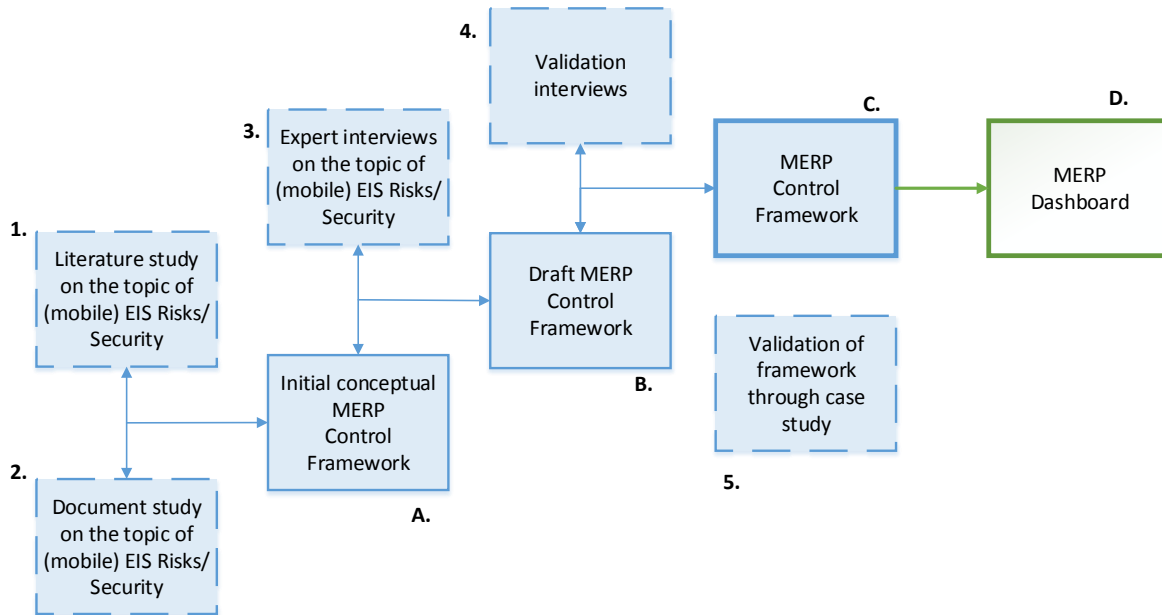 1.
Literature study
on the topic of
(mobile) EIS Risks/
Security
2.
Document study
on the topic of
(mobile) EIS Risks/
Security
Initial conceptual
MERP
Control
Framework
A.
3.
Expert interviews
on the topic of
(mobile) EIS Risks/
Security
Draft MERP
Control
Framework
B.
4.
Validation
interviews
C.
MERP
Control
Framework
Validation of
framework
through case
study
5.
D.
MERP
Dashboard